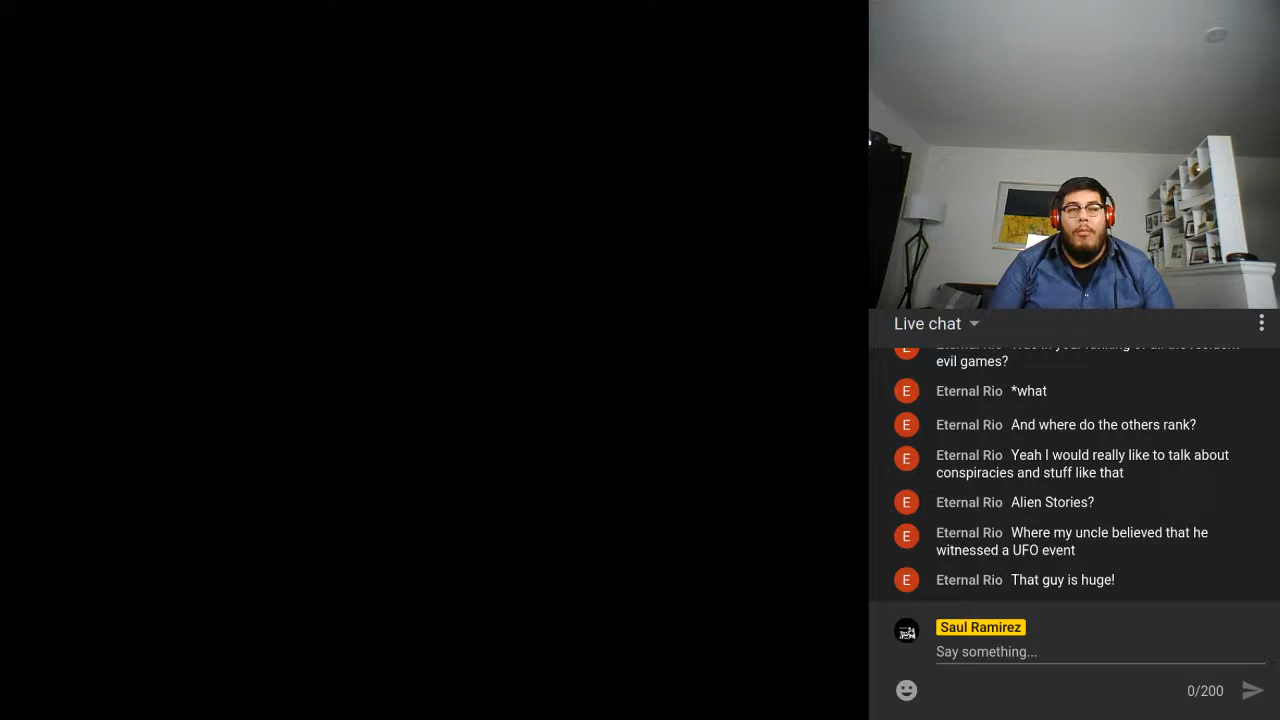 Live chat
evil games?
E Eternal Rio *what
E Eternal Rio And where do the others rank?
E Eternal Rio Yeah I would really like to talk about
conspiracies and stuff like that
E Eternal Rio Alien Stories?
E Eternal Rio Where my uncle believed that he
witnessed a UFO event
E Eternal Rio That guy is huge!
Saul Ramirez
Say something...
0/200